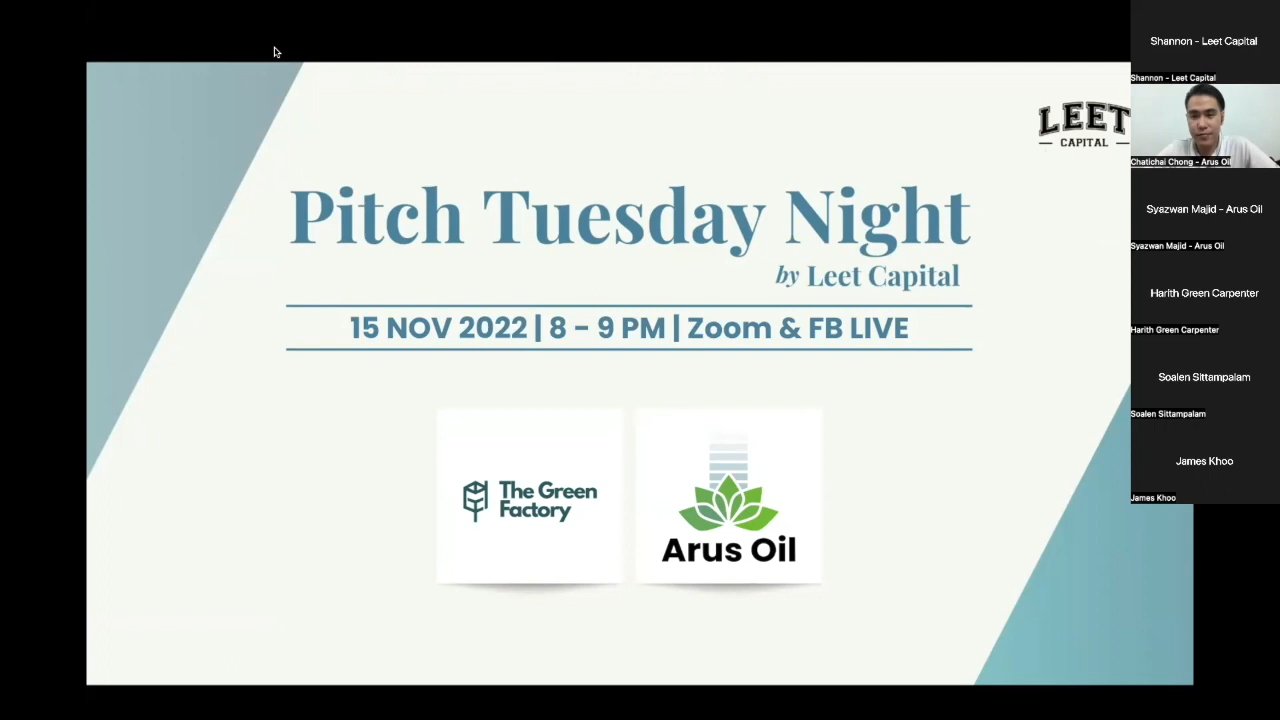 LEET
CAPITAL
Pitch Tuesday Night
by Leet Capital
15 NOV 2022 | 8 - 9 PM | Zoom & FB LIVE
The Green
Factory
Arus Oil
Shannon - Leet Capital
Shannon - Leet Capital
Chatichai Chong - Arus Oil
Syazwan Majid - Arus Oil
Syazwan Majid - Arus Oil
Harith Green Carpenter
Harith Green Carpenter
Soalen Sittampalam
Soalen Sittampalam
James Khoo
James Khoo